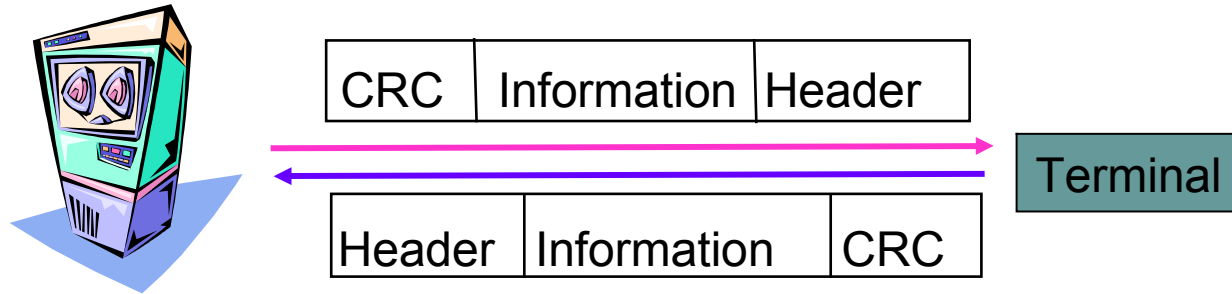 CRC Information Header
Terminal
Header Information CRC